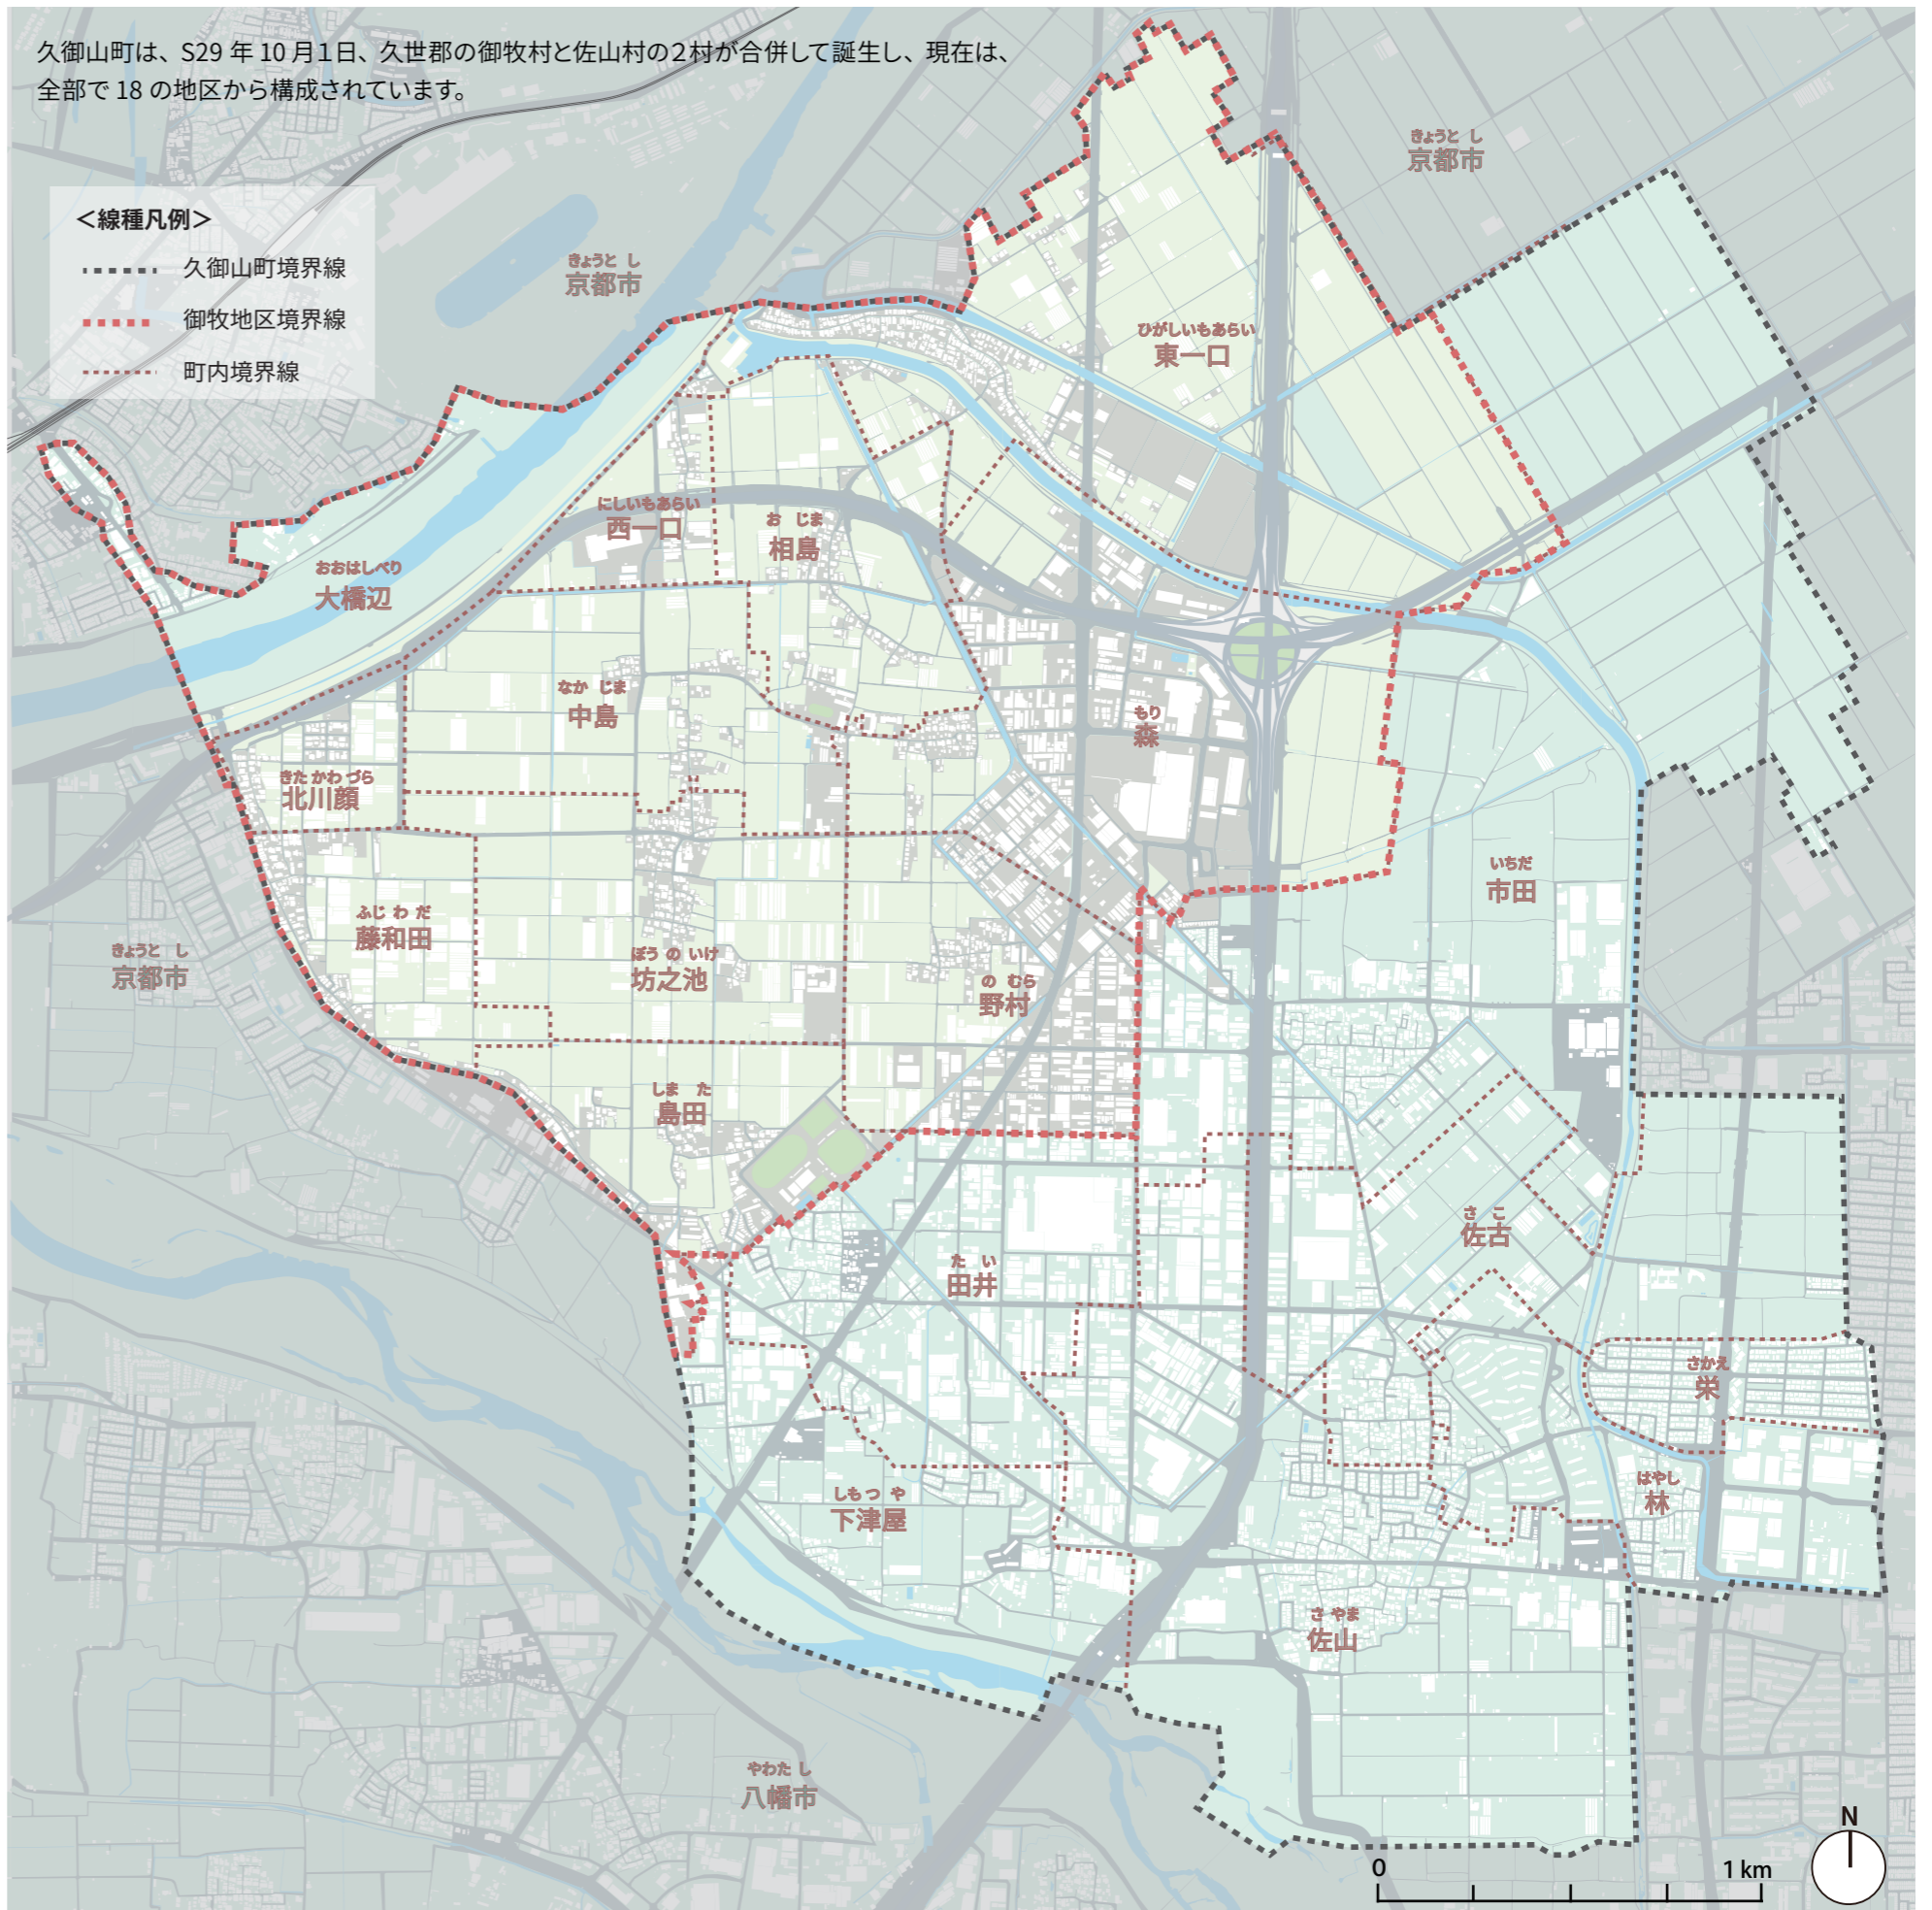 久御山町は、S29 年 10 月1日、久世郡の御牧村と佐山村の2村が合併して誕生し、現在は、
全部で 18 の地区から構成されています。
＜線種凡例＞
久御山町境界線
御牧地区境界線
町内境界線
きょうと し
京都市
きょうと し
京都市
ひがしいもあらい
東一口
にしいもあらい
西一口
お じま
相島
おおはしべり
大橋辺
なか じま
中島
もり
森
きた かわ づら
北川顔
いちだ
市田
ふじ わ だ
藤和田
きょうと し
京都市
ぼう の いけ
坊之池
の むら
野村
しま た
島田
さ こ
佐古
た い
田井
さかえ
栄
はやし
林
しもつ や
下津屋
さ やま
佐山
やわた し
八幡市
N
0 1 km